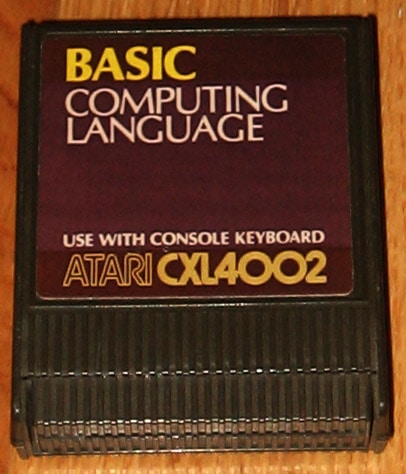 BASIC
COMPUTING
LANGUAGE
USE WITH CONSOLE KEYBOARD
ATARI CXL4002